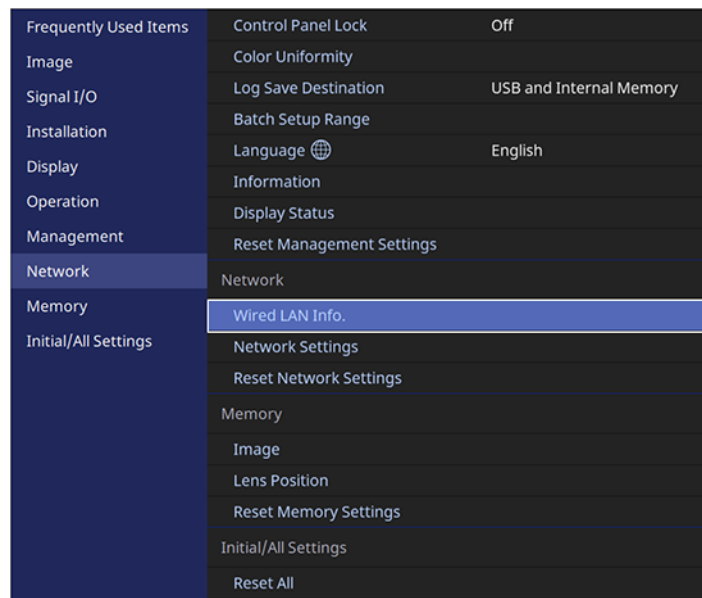 Frequently Used Items
Image
Signal I/O
Installation
Display
Operation
Management
Network
Memory
Initial/All Settings
Control Panel Lock Off
Color Uniformity
Log Save Destination USB and Internal Memory
Batch Setup Range
Language English
Information
Display Status
Reset Management Settings
Network
Wired LAN Info.
Network Settings
Reset Network Settings
Memory
Image
Lens Position
Reset Memory Settings
Initial/All Settings
Reset All